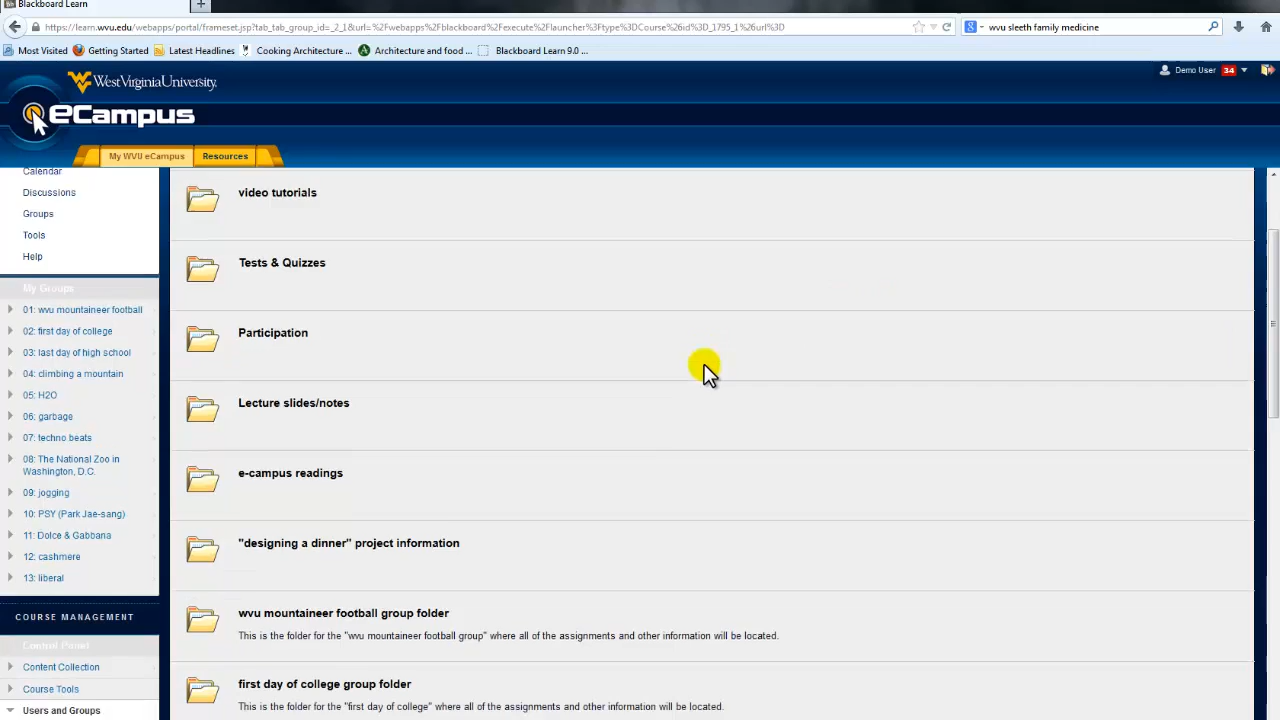 Blackboard Learn
https://learn.wvu.edu/webapps/portal/frameset.jsp?tab_tab_group_id=_2_1&url=%2Fwebapps%2Fblackboard%2Fexecute%2Flauncher%3Ftype%3DCourse%26id%3D_1795_1%26url%3D
wvu sleeth family medicine
Most Visited Getting Started Latest Headlines Cooking Architecture ... Architecture and food ... Blackboard Learn 9.0 ...
WestVirginiaUniversity.
Demo User 34
eCampus
My WVU eCampus Resources
Calendar
Discussions
Groups
Tools
Help
My Groups
01: wvu mountaineer football
02: first day of college
03: last day of high school
04: climbing a mountain
05: H2O
06: garbage
07: techno beats
08: The National Zoo in
Washington, D.C.
09: jogging
10: PSY (Park Jae-sang)
11: Dolce & Gabbana
12: cashmere
13: liberal
COURSE MANAGEMENT
Control Panel
Content Collection
Course Tools
Users and Groups
video tutorials
Tests & Quizzes
Participation
Lecture slides/notes
e-campus readings
"designing a dinner" project information
wvu mountaineer football group folder
This is the folder for the "wvu mountaineer football group" where all of the assignments and other information will be located.
first day of college group folder
This is the folder for the "first day of college" where all of the assignments and other information will be located.